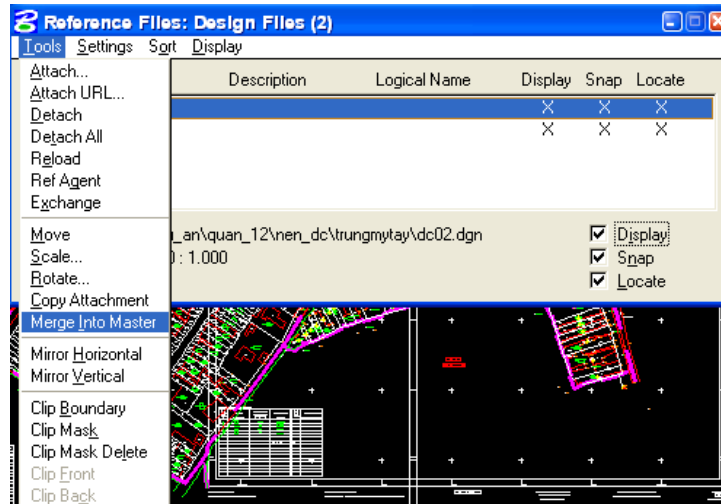 Reference Files: Design Files (2)
Tools Settings Sort Display
Attach...
Attach URL...
Detach
Detach All
Reload
Ref Agent
Exchange
Move
Scale...
Rotate...
Copy Attachment
Merge Into Master
Mirror Horizontal
Mirror Vertical
Clip Boundary
Clip Mask
Clip Mask Delete
Clip Front
Clip Back
Description Logical Name Display Snap Locate
X X X
X X X
_an\quan_12\nen_dc\trungmytay\dc02.dgn
: 1.000
Display
Snap
Locate